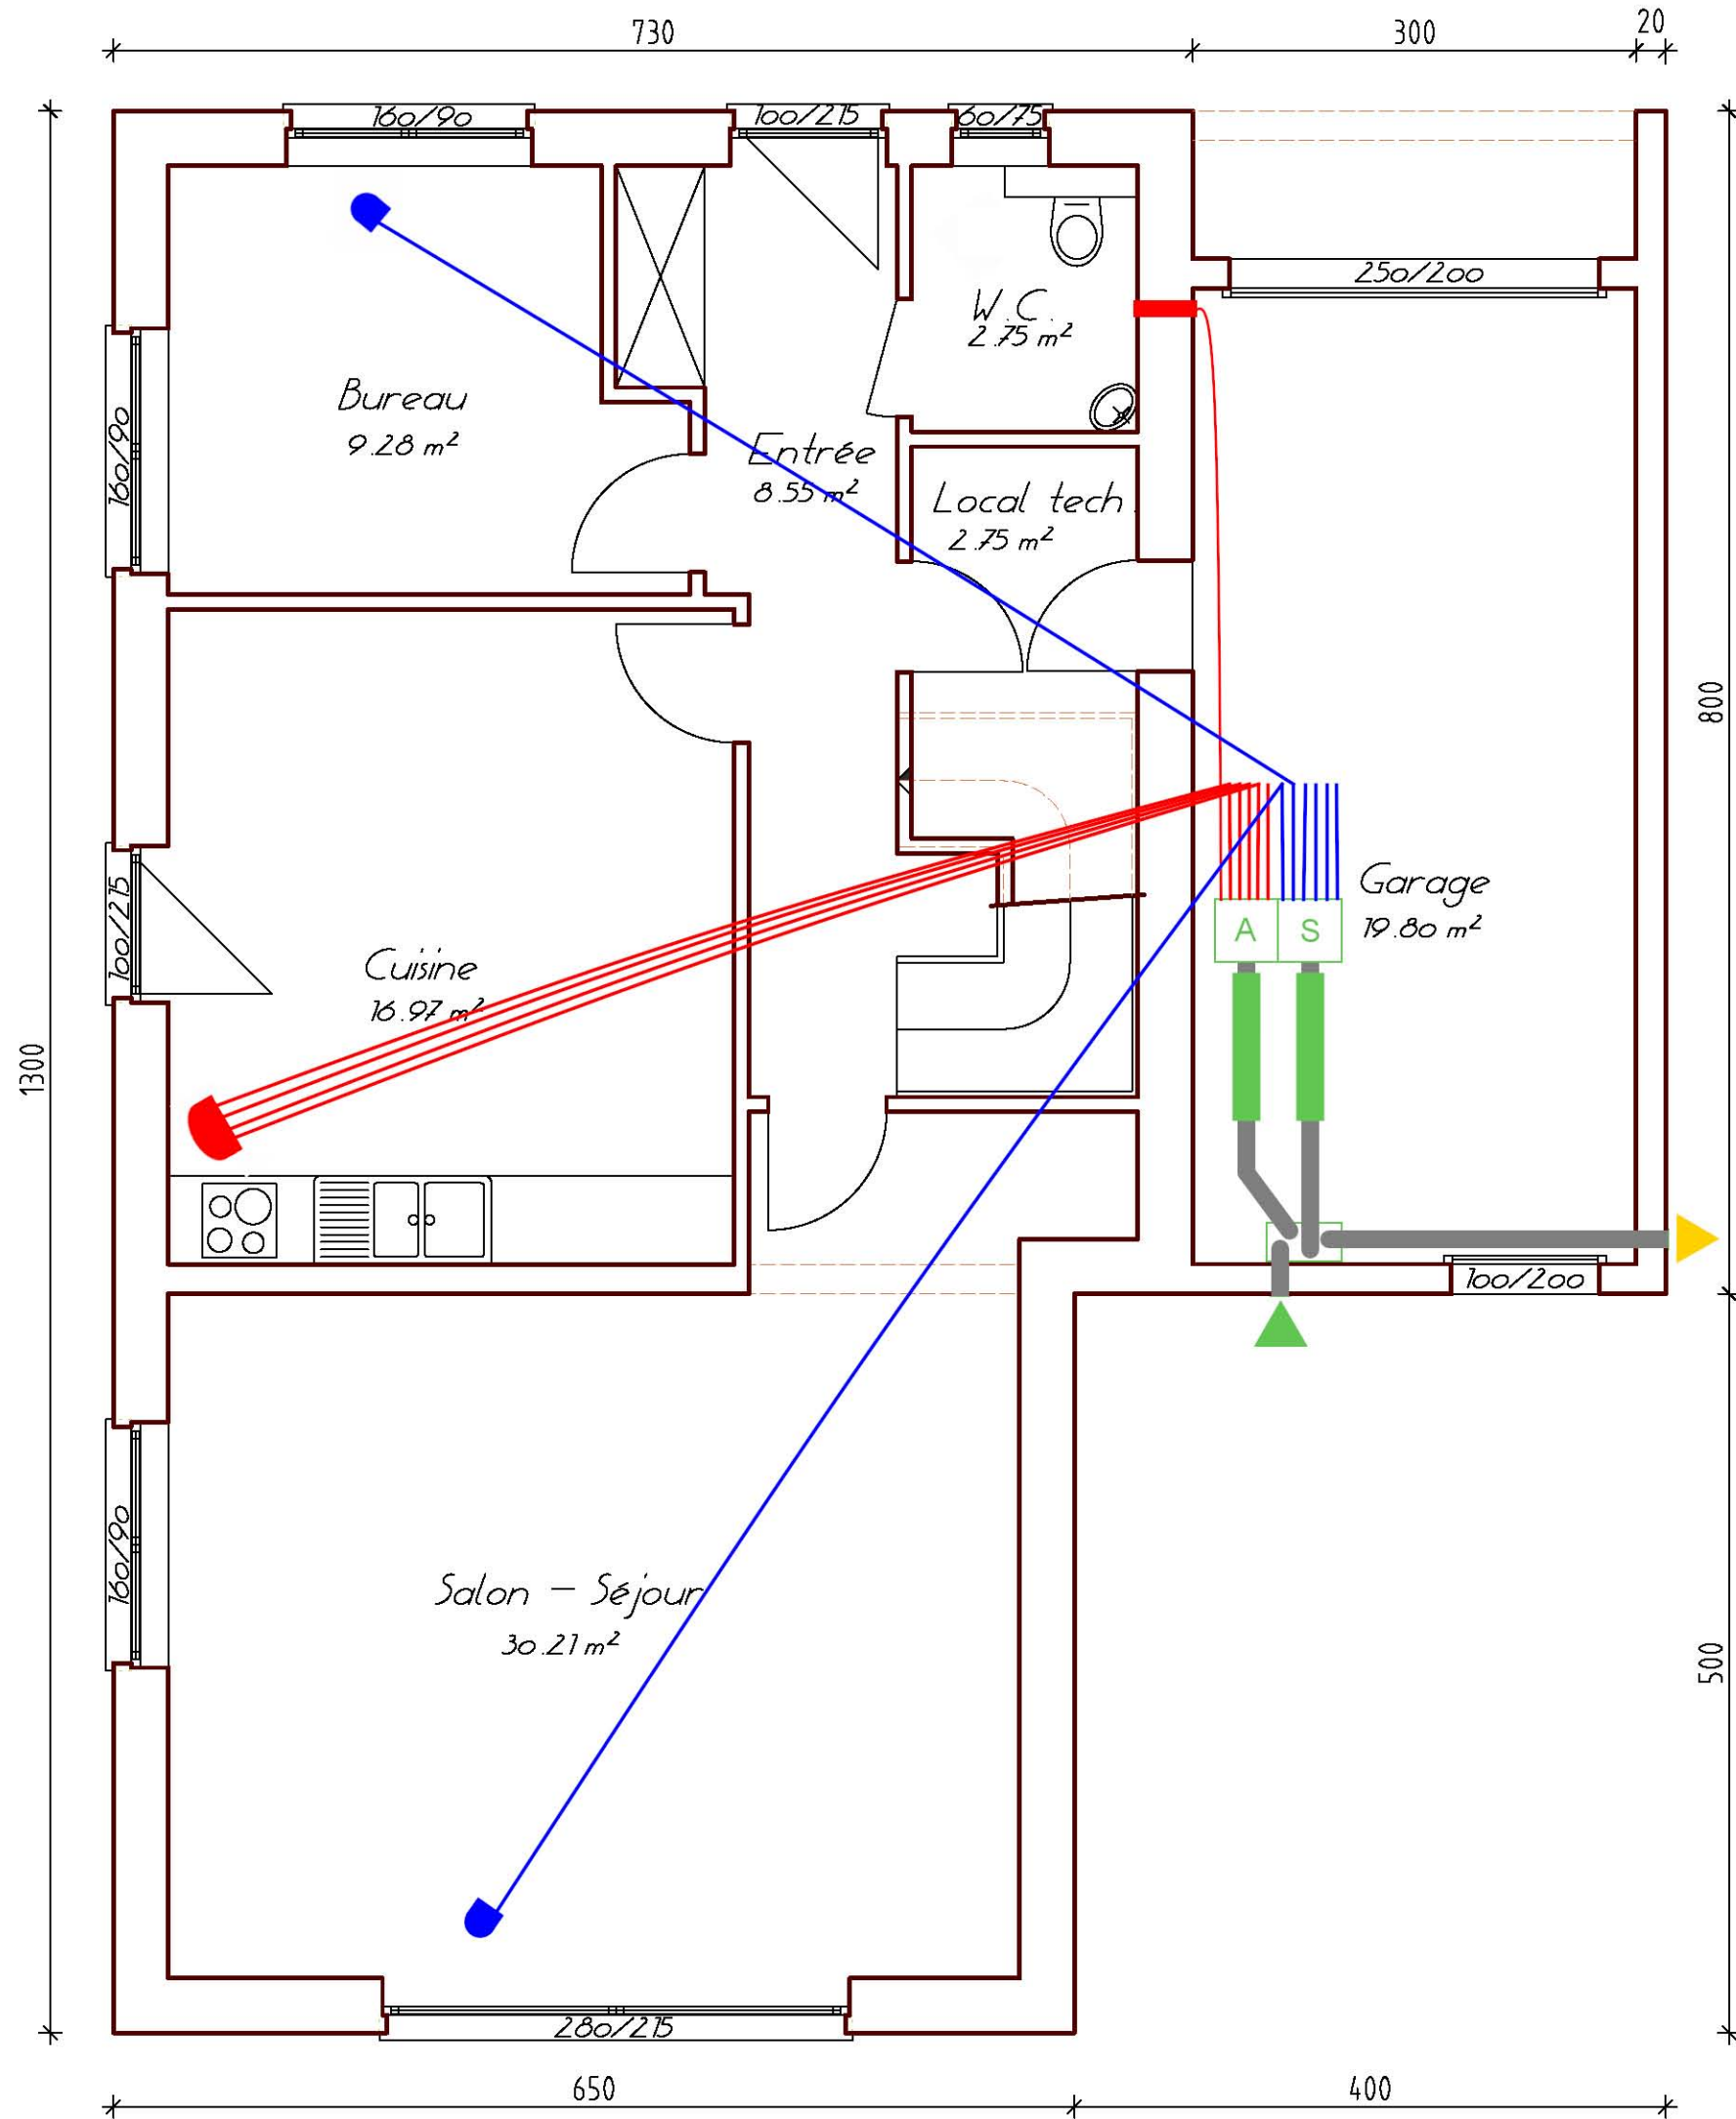 730
300
20
160/90
100/215
60/75
250/200
W.C.
2.75 m²
Bureau
9.28 m²
160/90
Entrée
8.55 m²
Local tech.
2.75 m²
800
Garage
19.80 m²
A
S
100/215
Cuisine
16.97 m²
1300
100/200
160/90
Salon – Séjour
30.21 m²
500
280/215
650
400